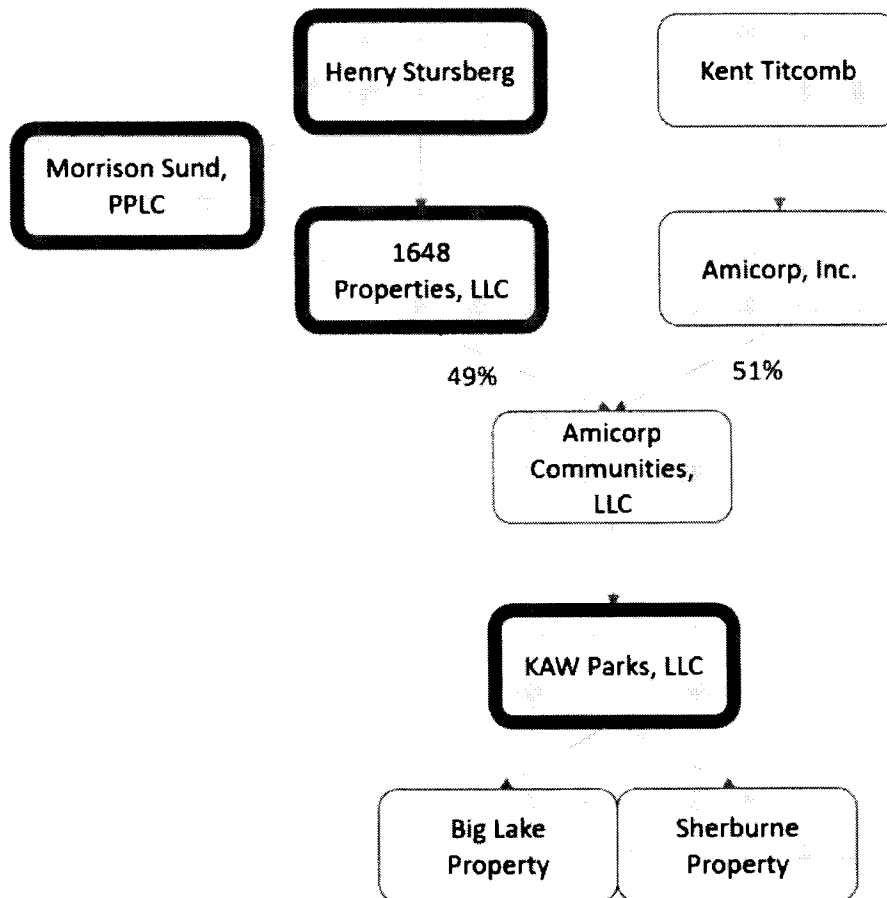 Henry Stursberg
Kent Titcomb
Morrison Sund,
PPLC
1648
Properties, LLC
Amicorp, Inc.
49%
51%
Amicorp
Communities,
LLC
KAW Parks, LLC
Big Lake
Property
Sherburne
Property